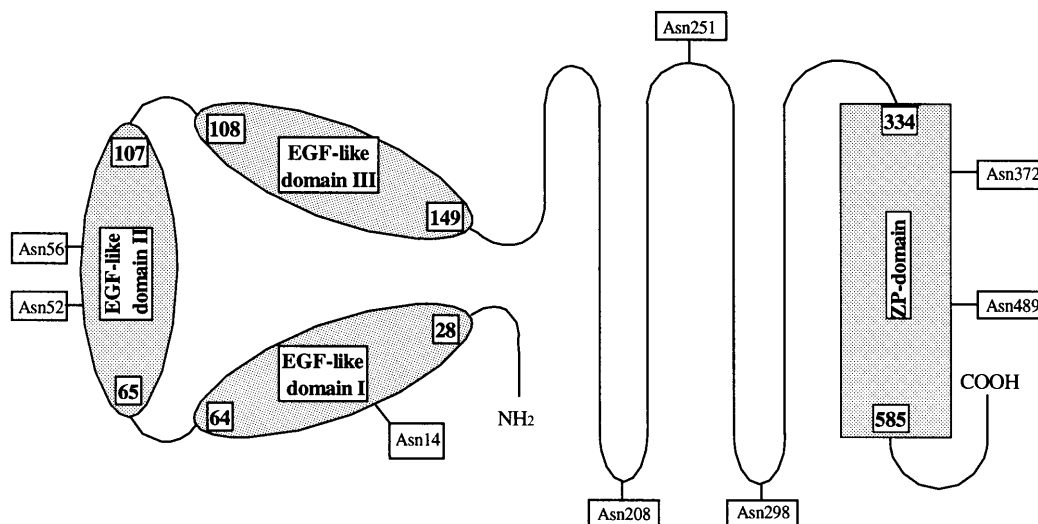 Asn251
108
EGF-like
domain III
149
107
EGF-like
domain II
65
Asn56
Asn52
28
EGF-like
domain I
64
Asn14
NH2
334
Asn372
ZP-domain
Asn489
COOH
585
Asn208
Asn298